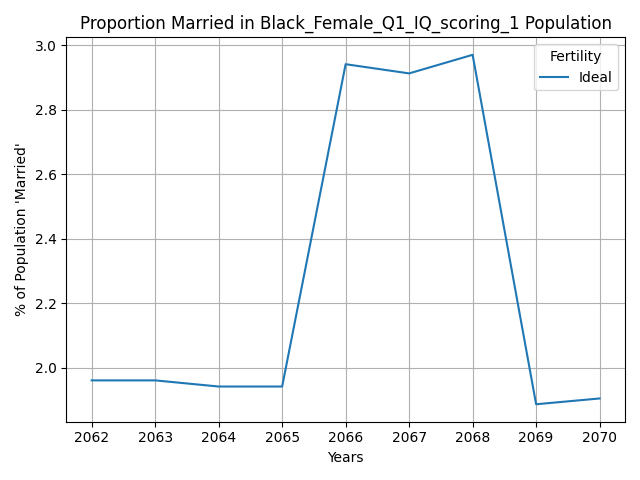 Proportion Married in Black_Female_Q1_IQ_scoring_1 Population
3.0
2.8
2.6
2.4
2.2
2.0
% of Population 'Married'
Fertility
Ideal
2062 2063 2064 2065 2066 2067 2068 2069 2070
Years